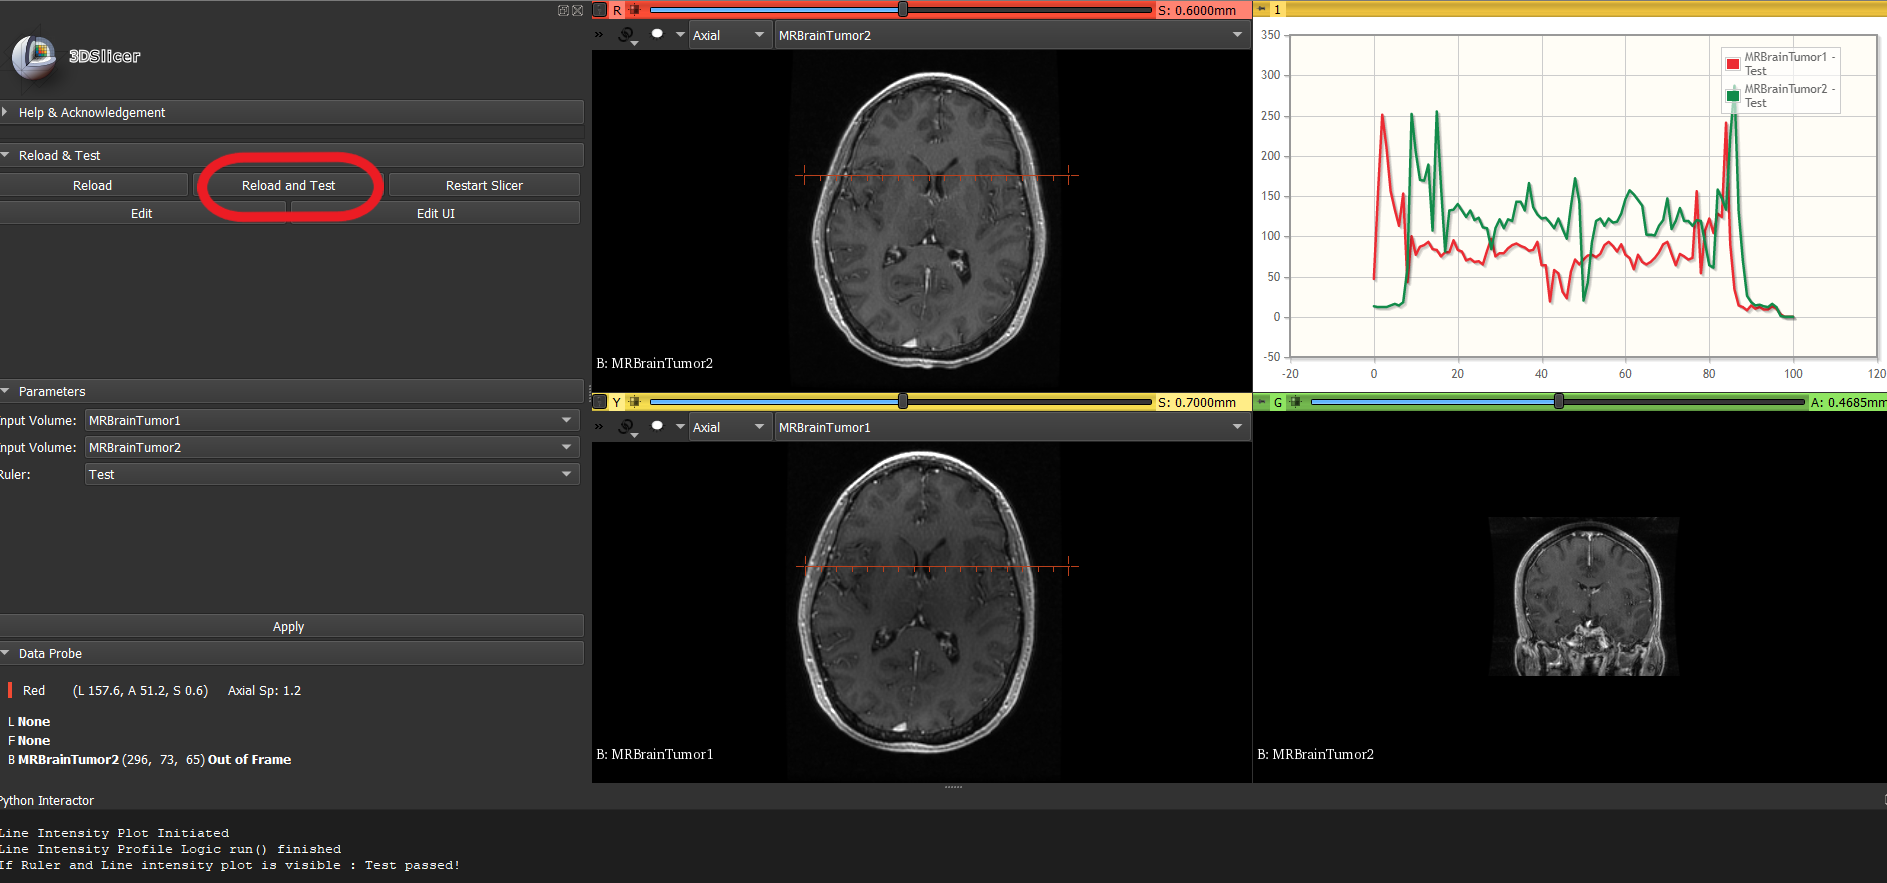 3DSlicer
Help & Acknowledgement
Reload & Test
Reload
Reload and Test
Restart Slicer
Edit
Edit UI
Parameters
nput Volume:
MRBrainTumor1
nput Volume:
MRBrainTumor2
Ruler:
Test
Apply
Data Probe
Red (L 157.6, A 51.2, S 0.6) Axial Sp: 1.2
L None
F None
B MRBrainTumor2 (296, 73, 65) Out of Frame
R
S: 0.6000mm
»
Axial
MRBrainTumor2
B: MRBrainTumor2
Y
S: 0.7000mm
»
Axial
MRBrainTumor1
B: MRBrainTumor1
1
350
300
250
200
150
100
50
0
-50
-20
0
20
40
60
80
100
120
MRBrainTumor1 -
Test
MRBrainTumor2 -
Test
G
A: 0.4685mm
B: MRBrainTumor2
Python Interactor
Line Intensity Plot Initiated
Line Intensity Profile Logic run() finished
If Ruler and Line intensity plot is visible : Test passed!